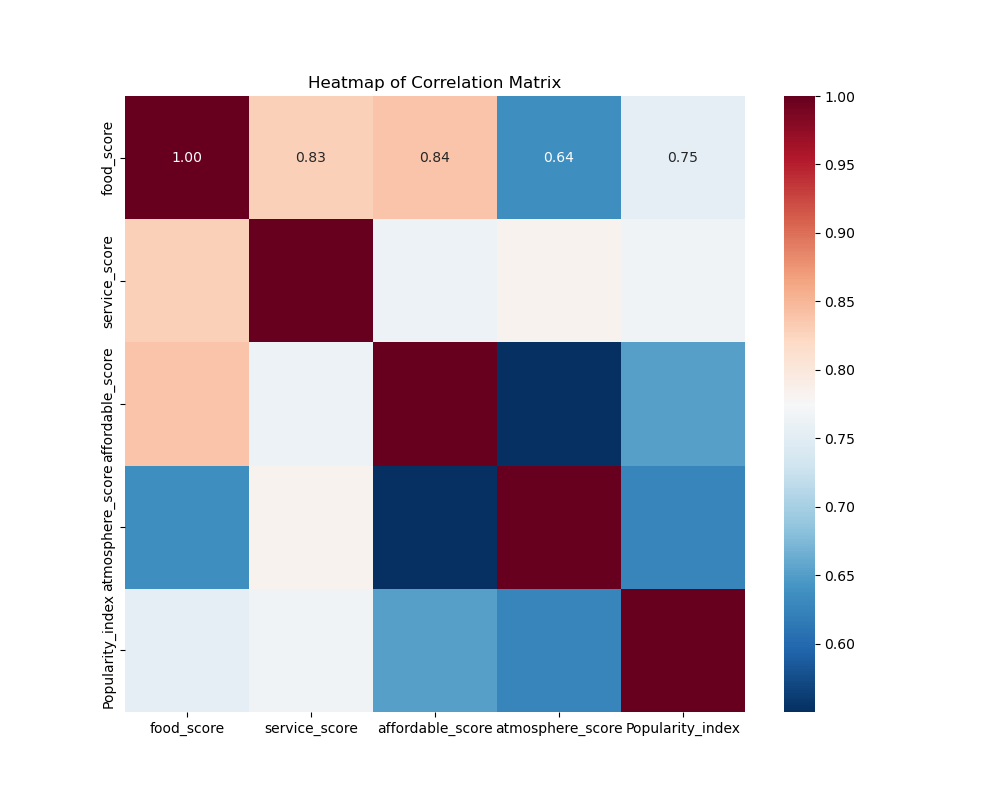 Heatmap of Correlation Matrix
food_score
1.00 0.83 0.84 0.64 0.75
service_score
affordable_score
atmosphere_score
Popularity_index
food_score service_score affordable_score atmosphere_score Popularity_index
1.00
0.95
0.90
0.85
0.80
0.75
0.70
0.65
0.60